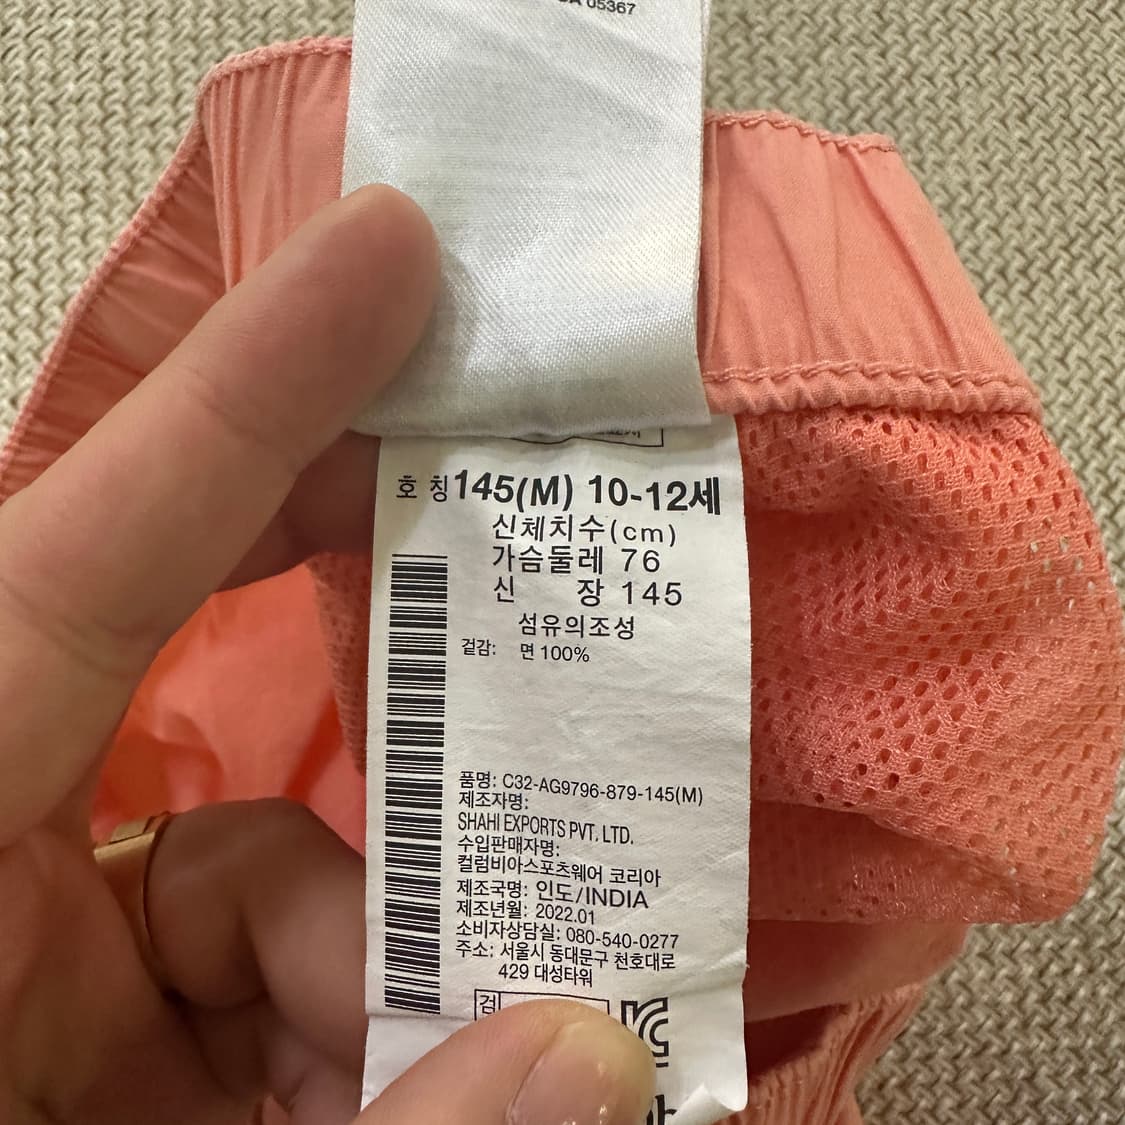 05367
호 칭 145(M) 10-12세
신체치수(cm)
가슴둘레 76
신 장 145
섬유의조성
겉감: 면 100%
품명: C32-AG9796-879-145(M)
제조자명:
SHAHI EXPORTS PVT. LTD.
수입판매자명:
컬럼비아스포츠웨어 코리아
제조국명: 인도/INDIA
제조년월: 2022.01
소비자상담실: 080-540-0277
주소: 서울시 동대문구 천호대로
429 대성타워
검